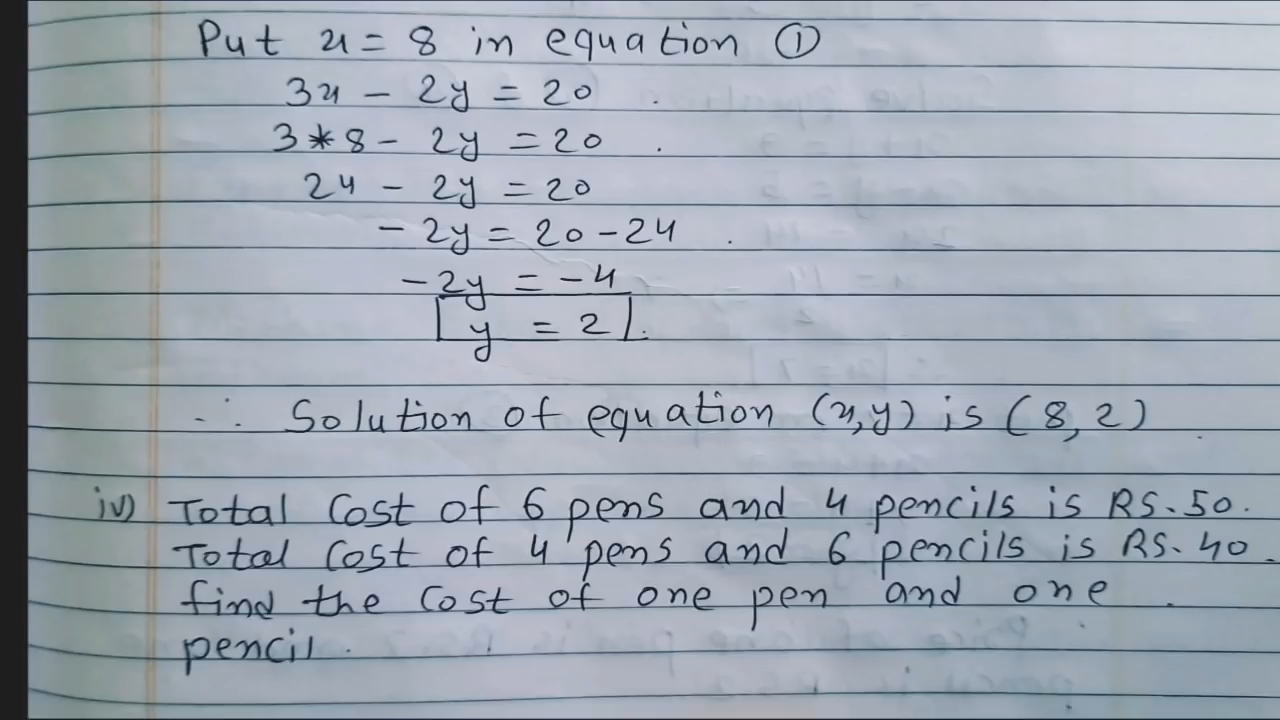 Put x = 8 in equation ①
3x - 2y = 20
3*8 - 2y = 20
24 - 2y = 20
- 2y = 20 - 24
- 2y = - 4
y = 2
∴ Solution of equation (x,y) is (8,2)
iv) Total Cost of 6 pens and 4 pencils is RS.50.
Total Cost of 4 pens and 6 pencils is RS.40.
find the cost of one pen and one
pencil.